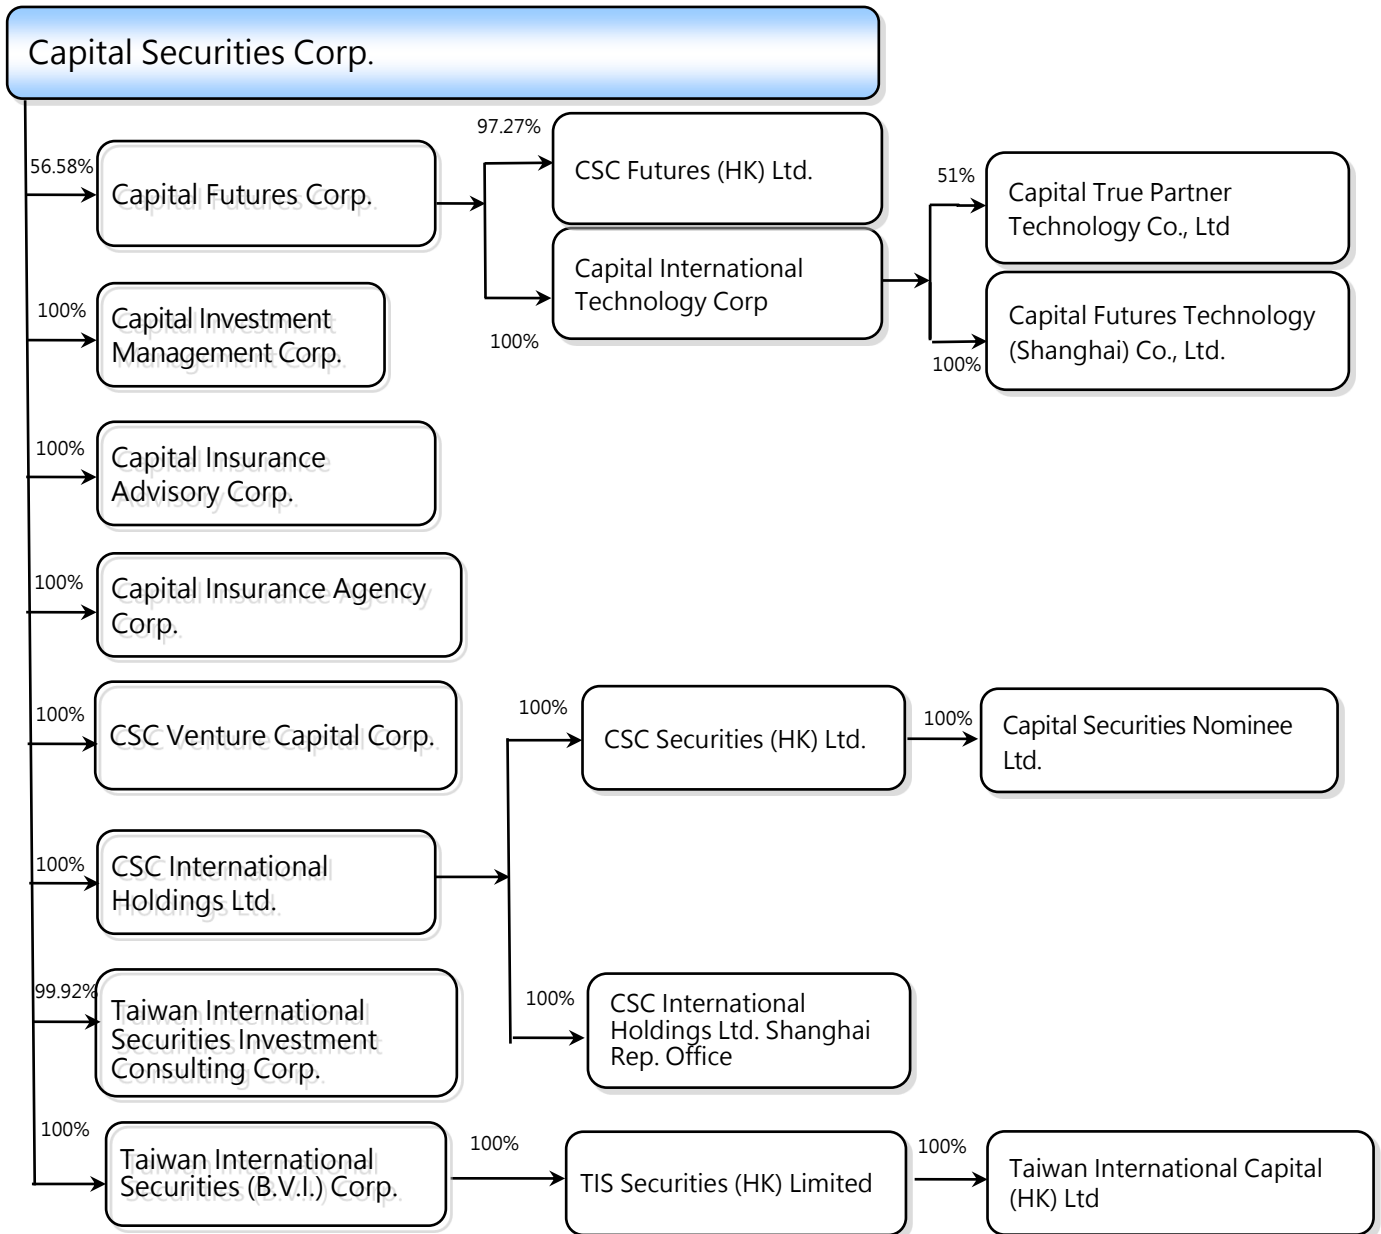 Capital Securities Corp.
56.58%
Capital Futures Corp.
97.27%
CSC Futures (HK) Ltd.
100%
Capital International
Technology Corp
51%
Capital True Partner
Technology Co., Ltd
100%
Capital Futures Technology
(Shanghai) Co., Ltd.
100%
Capital Investment
Management Corp.
100%
Capital Insurance
Advisory Corp.
100%
Capital Insurance Agency
Corp.
100%
CSC Venture Capital Corp.
100%
CSC International
Holdings Ltd.
100%
CSC Securities (HK) Ltd.
100%
Capital Securities Nominee
Ltd.
100%
CSC International
Holdings Ltd. Shanghai
Rep. Office
99.92%
Taiwan International
Securities Investment
Consulting Corp.
100%
Taiwan International
Securities (B.V.I.) Corp.
100%
TIS Securities (HK) Limited
100%
Taiwan International Capital
(HK) Ltd